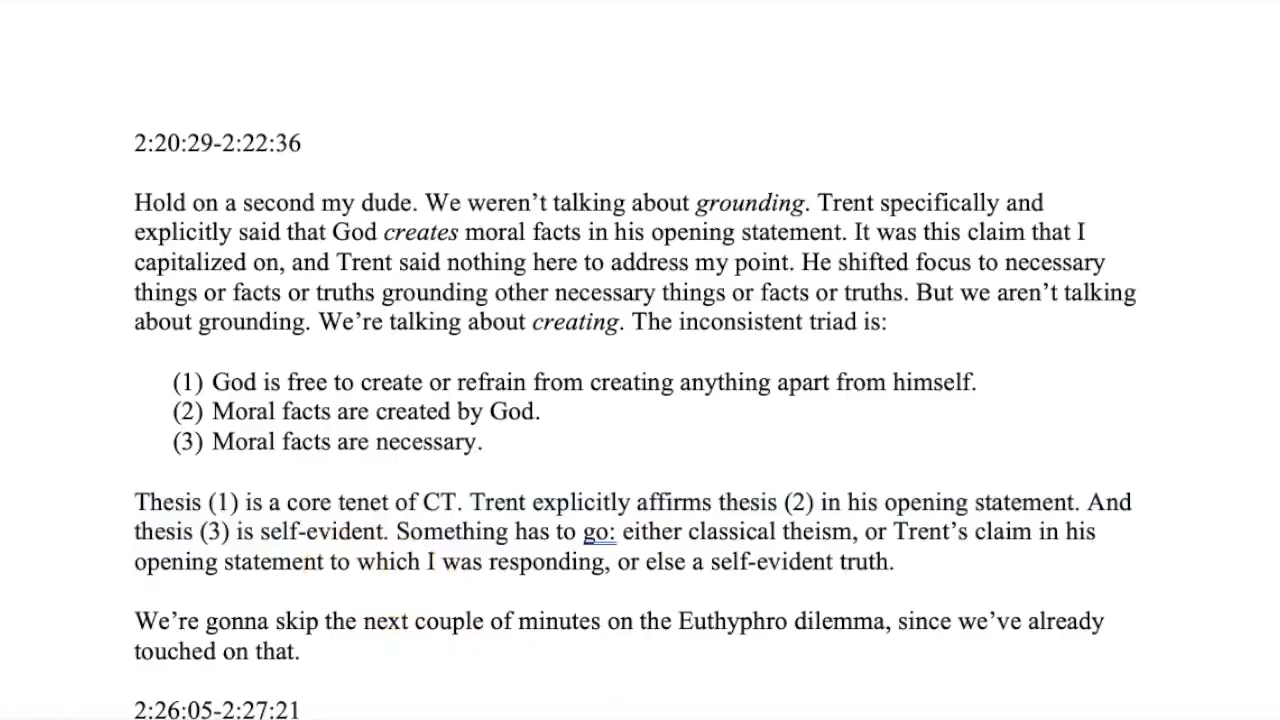 2:20:29-2:22:36
Hold on a second my dude. We weren’t talking about grounding. Trent specifically and
explicitly said that God creates moral facts in his opening statement. It was this claim that I
capitalized on, and Trent said nothing here to address my point. He shifted focus to necessary
things or facts or truths grounding other necessary things or facts or truths. But we aren’t talking
about grounding. We’re talking about creating. The inconsistent triad is:
(1) God is free to create or refrain from creating anything apart from himself.
(2) Moral facts are created by God.
(3) Moral facts are necessary.
Thesis (1) is a core tenet of CT. Trent explicitly affirms thesis (2) in his opening statement. And
thesis (3) is self-evident. Something has to go: either classical theism, or Trent’s claim in his
opening statement to which I was responding, or else a self-evident truth.
We’re gonna skip the next couple of minutes on the Euthyphro dilemma, since we’ve already
touched on that.
2:26:05-2:27:21